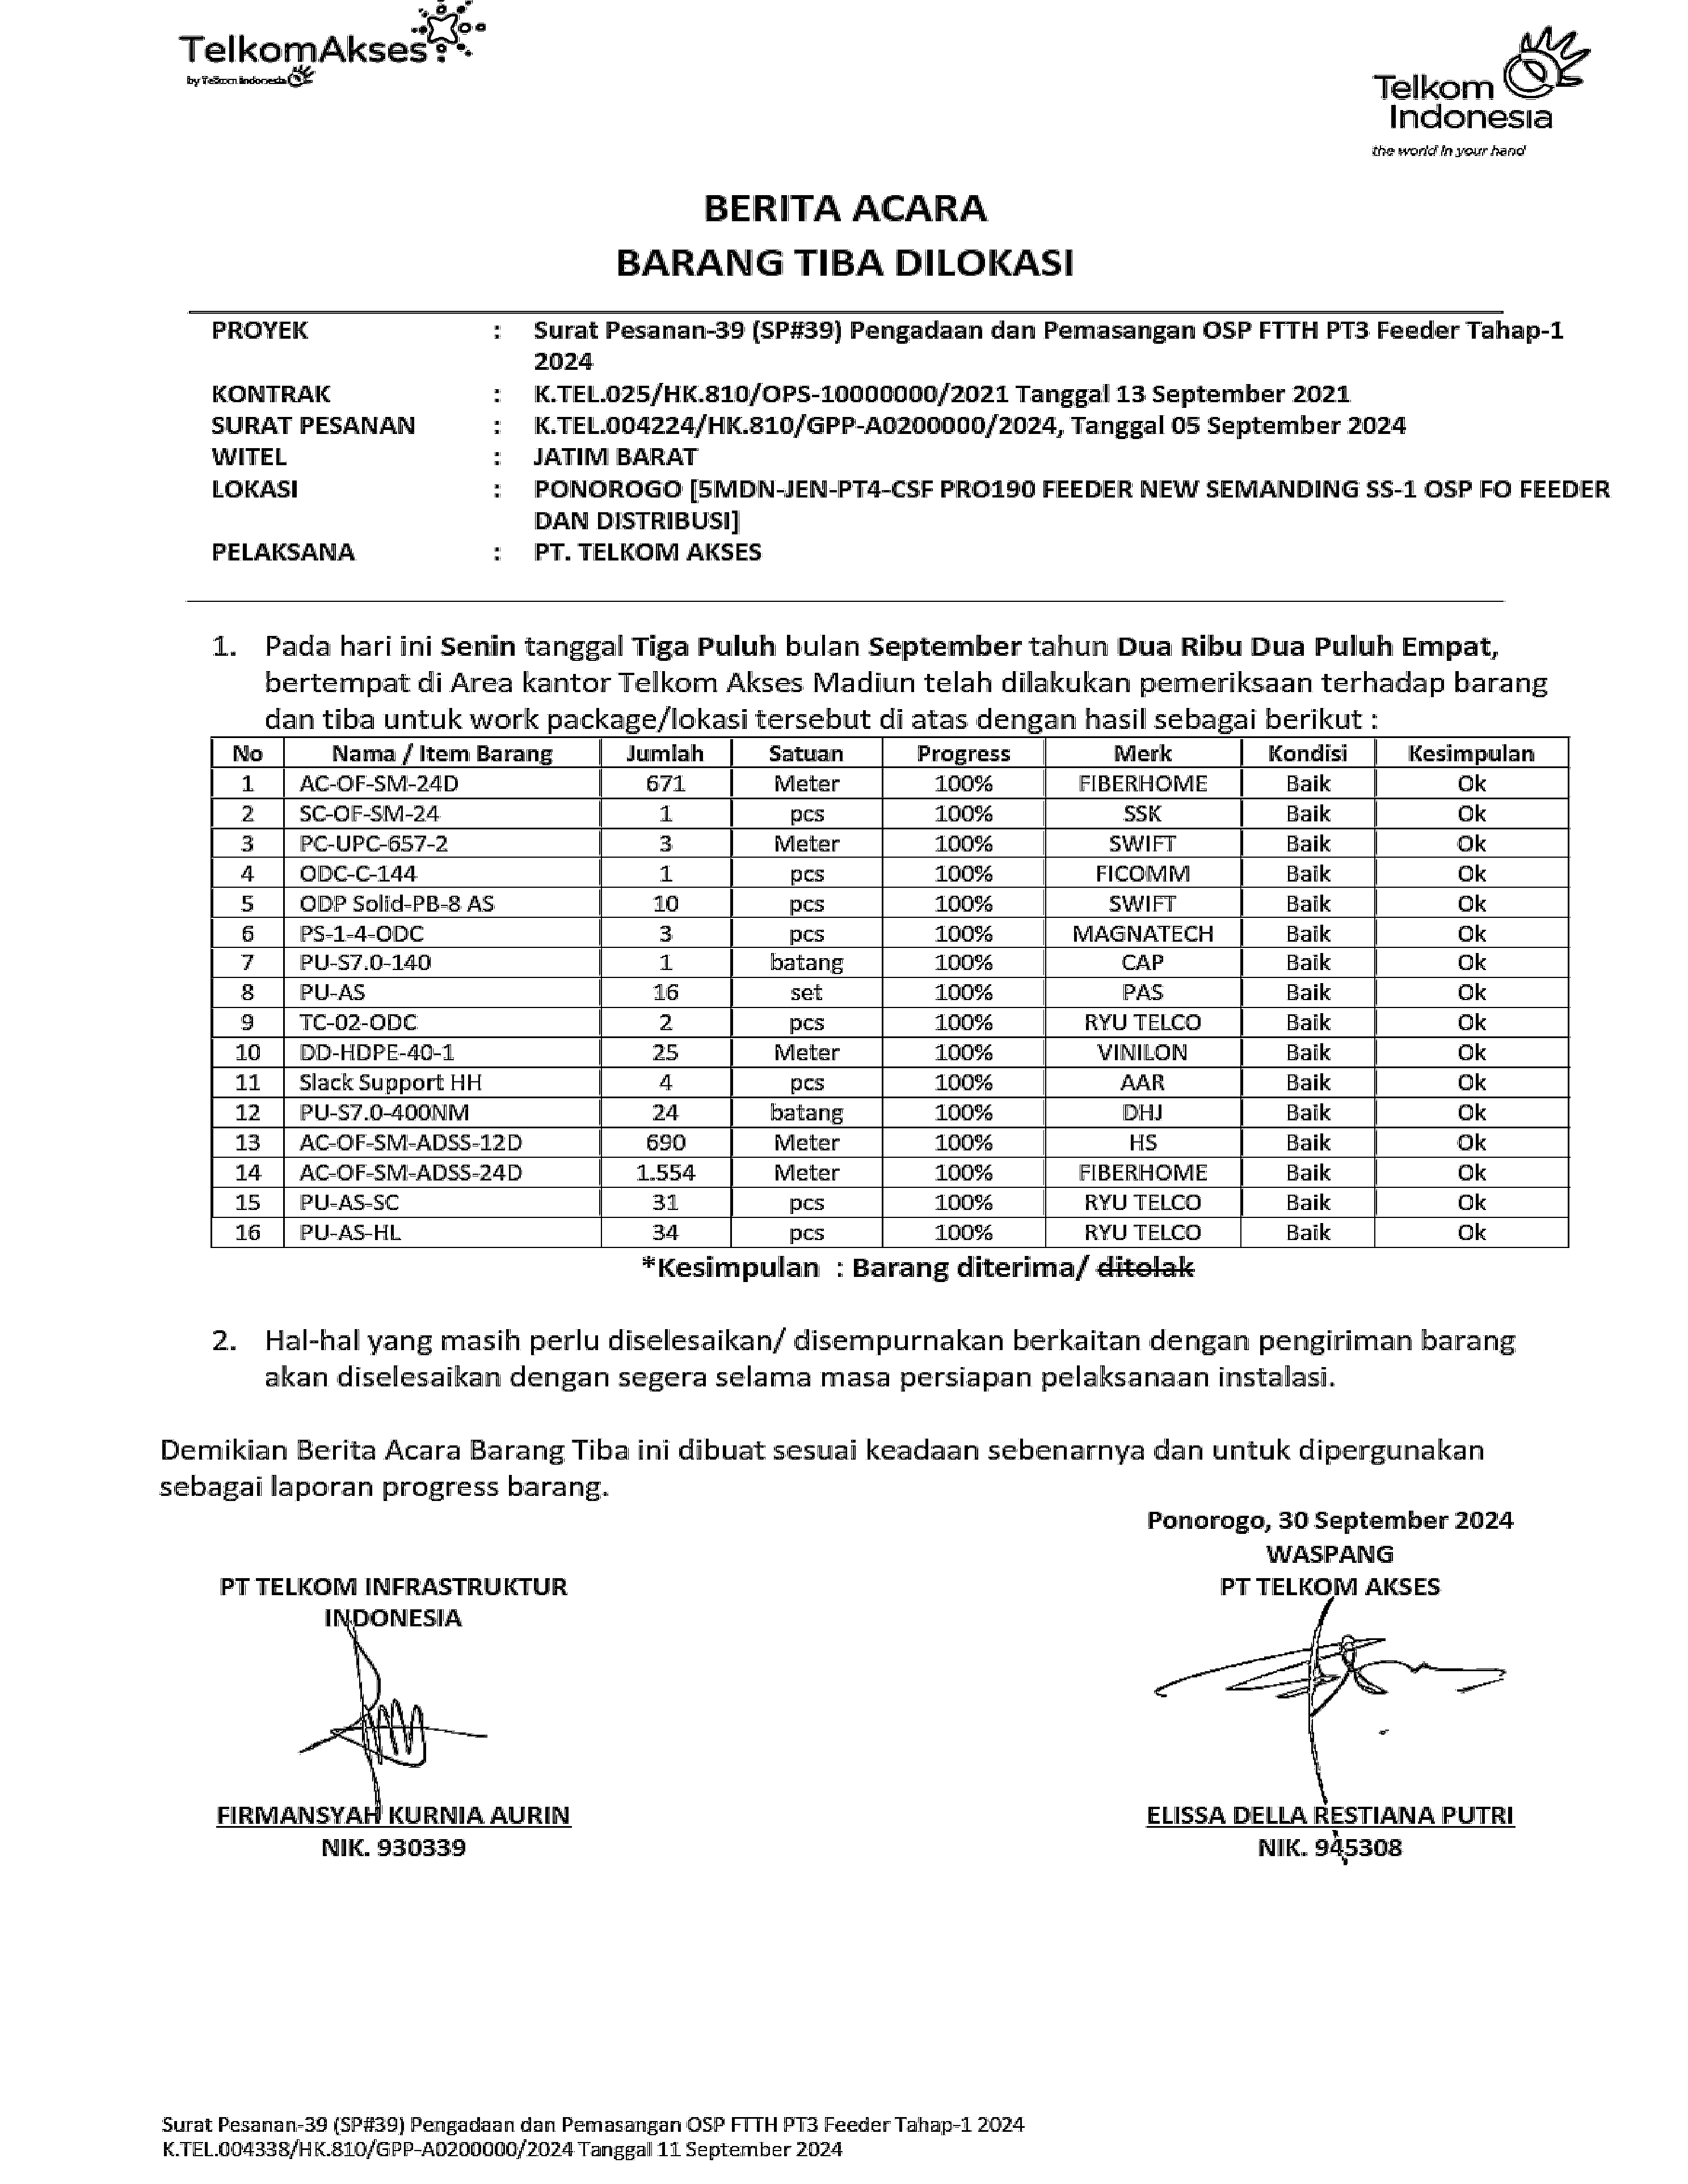 TelkomAkses
by Telkom Indonesia
Telkom
Indonesia
the world in your hand
BERITA ACARA
BARANG TIBA DILOKASI
PROYEK : Surat Pesanan-39 (SP#39) Pengadaan dan Pemasangan OSP FTTH PT3 Feeder Tahap-1
2024
KONTRAK : K.TEL.025/HK.810/OPS-10000000/2021 Tanggal 13 September 2021
SURAT PESANAN : K.TEL.004224/HK.810/GPP-A0200000/2024, Tanggal 05 September 2024
WITEL : JATIM BARAT
LOKASI : PONOROGO [5MDN-JEN-PT4-CSF PRO190 FEEDER NEW SEMANDING SS-1 OSP FO FEEDER
DAN DISTRIBUSI]
PELAKSANA : PT. TELKOM AKSES
1. Pada hari ini Senin tanggal Tiga Puluh bulan September tahun Dua Ribu Dua Puluh Empat,
bertempat di Area kantor Telkom Akses Madiun telah dilakukan pemeriksaan terhadap barang
dan tiba untuk work package/lokasi tersebut di atas dengan hasil sebagai berikut :
No Nama / Item Barang Jumlah Satuan Progress Merk Kondisi Kesimpulan
1 AC-OF-SM-24D 671 Meter 100% FIBERHOME Baik Ok
2 SC-OF-SM-24 1 pcs 100% SSK Baik Ok
3 PC-UPC-657-2 3 Meter 100% SWIFT Baik Ok
4 ODC-C-144 1 pcs 100% FICOMM Baik Ok
5 ODP Solid-PB-8 AS 10 pcs 100% SWIFT Baik Ok
6 PS-1-4-ODC 3 pcs 100% MAGNATECH Baik Ok
7 PU-S7.0-140 1 batang 100% CAP Baik Ok
8 PU-AS 16 set 100% PAS Baik Ok
9 TC-02-ODC 2 pcs 100% RYU TELCO Baik Ok
10 DD-HDPE-40-1 25 Meter 100% VINILON Baik Ok
11 Slack Support HH 4 pcs 100% AAR Baik Ok
12 PU-S7.0-400NM 24 batang 100% DHJ Baik Ok
13 AC-OF-SM-ADSS-12D 690 Meter 100% HS Baik Ok
14 AC-OF-SM-ADSS-24D 1.554 Meter 100% FIBERHOME Baik Ok
15 PU-AS-SC 31 pcs 100% RYU TELCO Baik Ok
16 PU-AS-HL 34 pcs 100% RYU TELCO Baik Ok
*Kesimpulan : Barang diterima/ ditolak
2. Hal-hal yang masih perlu diselesaikan/ disempurnakan berkaitan dengan pengiriman barang
akan diselesaikan dengan segera selama masa persiapan pelaksanaan instalasi.
Demikian Berita Acara Barang Tiba ini dibuat sesuai keadaan sebenarnya dan untuk dipergunakan
sebagai laporan progress barang.
Ponorogo, 30 September 2024
WASPANG
PT TELKOM INFRASTRUKTUR PT TELKOM AKSES
INDONESIA
FIRMANSYAH KURNIA AURIN ELISSA DELLA RESTIANA PUTRI
NIK. 930339 NIK. 945308
Surat Pesanan-39 (SP#39) Pengadaan dan Pemasangan OSP FTTH PT3 Feeder Tahap-1 2024
K.TEL.004338/HK.810/GPP-A0200000/2024 Tanggal 11 September 2024